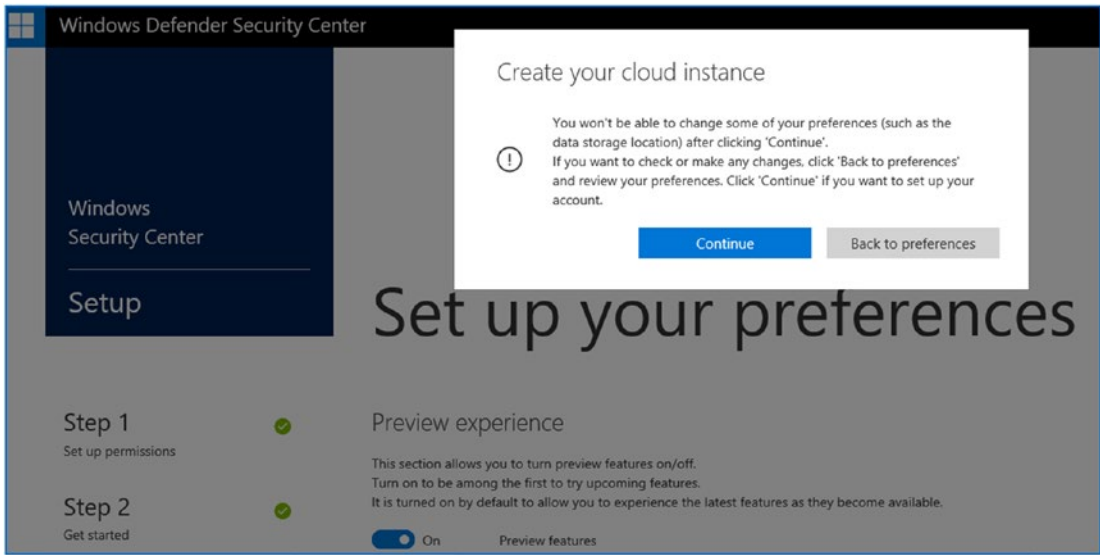 Windows Defender Security Center
Create your cloud instance
You won't be able to change some of your preferences (such as the
data storage location) after clicking 'Continue'.
If you want to check or make any changes, click 'Back to preferences'
and review your preferences. Click 'Continue' if you want to set up your
account.
Continue
Back to preferences
Windows
Security Center
Setup
Set up your preferences
Step 1
Set up permissions
Step 2
Get started
Preview experience
This section allows you to turn preview features on/off.
Turn on to be among the first to try upcoming features.
It is turned on by default to allow you to experience the latest features as they become available.
On
Preview features